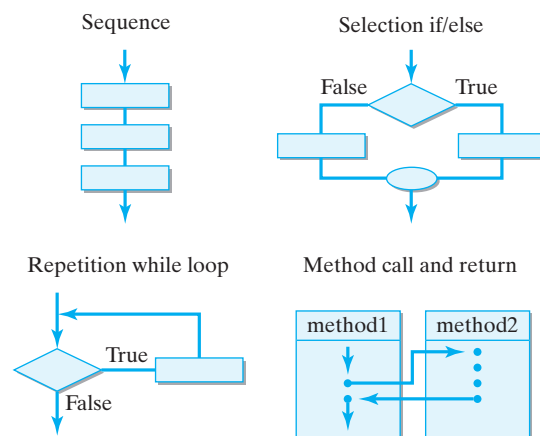 Sequence
Selection if/else
False True
Repetition while loop
True
False
Method call and return
method1 method2